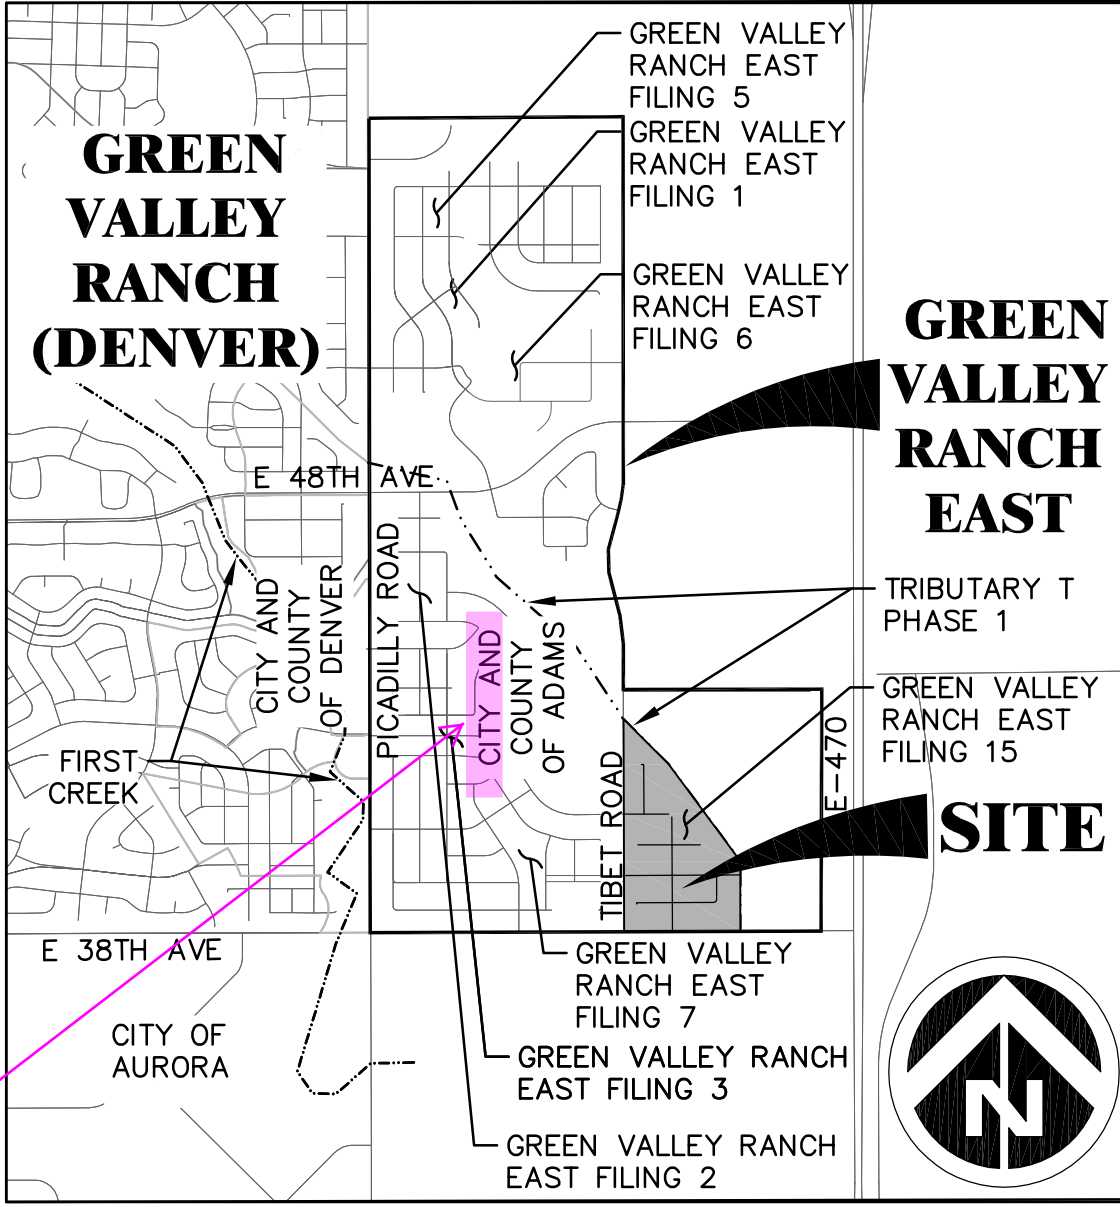 GREEN VALLEY
RANCH EAST
FILING 5
GREEN VALLEY
RANCH EAST
FILING 1
GREEN
VALLEY
RANCH
(DENVER)
GREEN VALLEY
RANCH EAST
FILING 6
GREEN
VALLEY
RANCH
EAST
E 48TH AVE
PICADILLY ROAD
CITY AND
COUNTY
OF DENVER
CITY AND
COUNTY
OF ADAMS
TRIBUTARY T
PHASE 1
GREEN VALLEY
RANCH EAST
FILING 15
FIRST
CREEK
TIBET ROAD
E-470
SITE
E 38TH AVE
GREEN VALLEY
RANCH EAST
FILING 7
CITY OF
AURORA
GREEN VALLEY RANCH
EAST FILING 3
GREEN VALLEY RANCH
EAST FILING 2
N